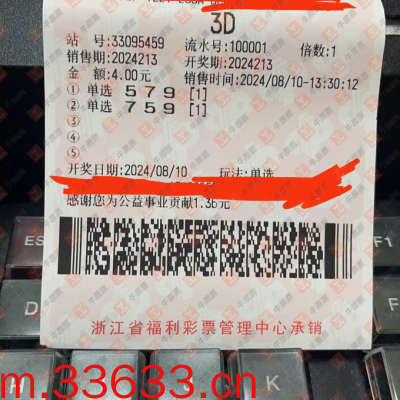 3D
站 号:33095459 流水号:100001 倍数:1
销售期:2024213 开奖期:2024213
金 额:4.00元 销售时间:2024/08/10-13:30:12
① 单选 5 7 9 [1]
② 单选 7 5 9 [1]
③
④
⑤
开奖日期:2024/08/10 玩法:单选
感谢您为公益事业贡献1.36元
浙江省福利彩票管理中心承销
ES
F1
D
m.33633.cn
K